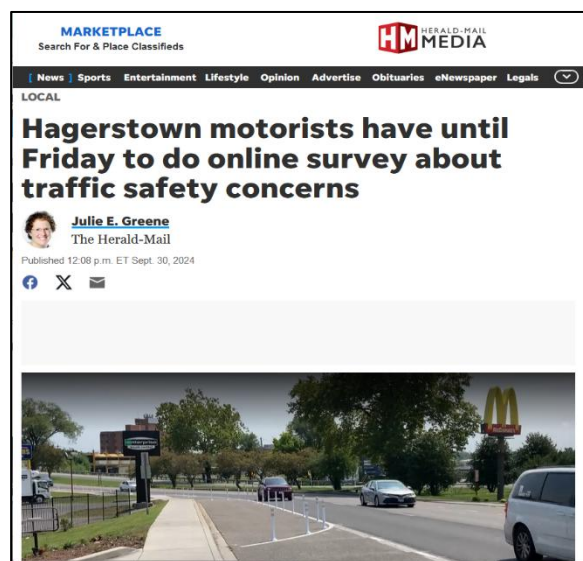 MARKETPLACE
Search For & Place Classifieds
HM HERALD-MAIL
MEDIA
[ News ] Sports Entertainment Lifestyle Opinion Advertise Obituaries eNewspaper Legals
LOCAL
Hagerstown motorists have until
Friday to do online survey about
traffic safety concerns
Julie E. Greene
The Herald-Mail
Published 12:08 p.m. ET Sept. 30, 2024
enterprise
McDonald's